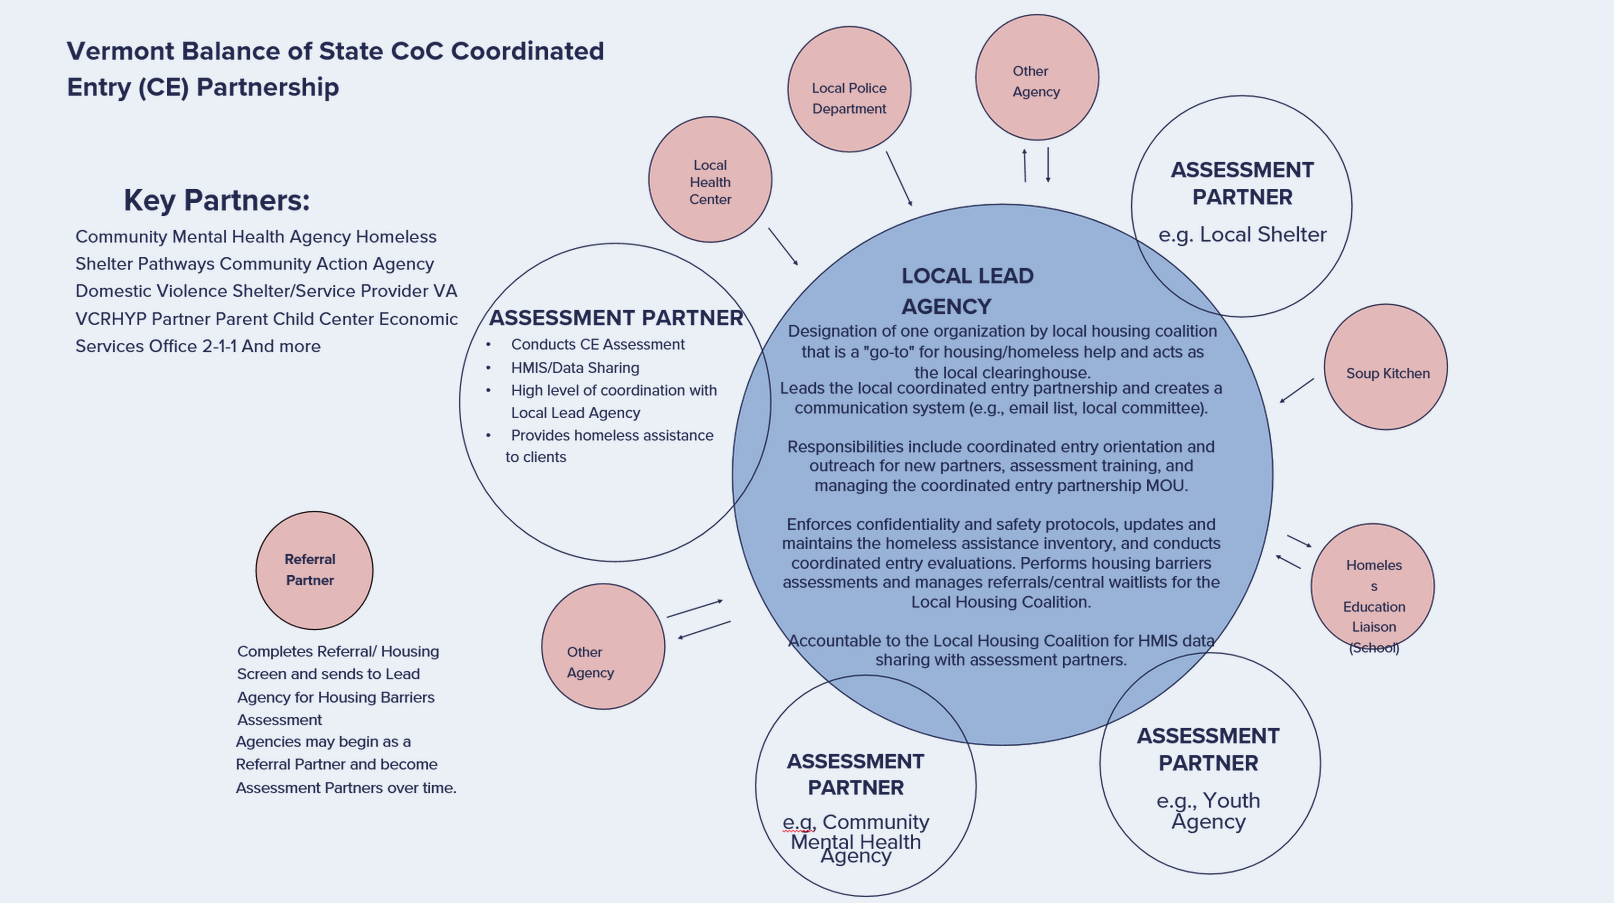 Vermont Balance of State CoC Coordinated
Entry (CE) Partnership
Key Partners:
Community Mental Health Agency Homeless
Shelter Pathways Community Action Agency
Domestic Violence Shelter/Service Provider VA
VCRHYP Partner Parent Child Center Economic
Services Office 2-1-1 And more
Local Police
Department
Other
Agency
Local
Health
Center
ASSESSMENT
PARTNER
e.g. Local Shelter
ASSESSMENT PARTNER
• Conducts CE Assessment
• HMIS/Data Sharing
• High level of coordination with
Local Lead Agency
• Provides homeless assistance
to clients
LOCAL LEAD
AGENCY
Designation of one organization by local housing coalition
that is a "go-to" for housing/homeless help and acts as
the local clearinghouse.
Leads the local coordinated entry partnership and creates a
communication system (e.g., email list, local committee).
Responsibilities include coordinated entry orientation and
outreach for new partners, assessment training, and
managing the coordinated entry partnership MOU.
Enforces confidentiality and safety protocols, updates and
maintains the homeless assistance inventory, and conducts
coordinated entry evaluations. Performs housing barriers
assessments and manages referrals/central waitlists for the
Local Housing Coalition.
Accountable to the Local Housing Coalition for HMIS data
sharing with assessment partners.
Soup Kitchen
Homeles
s
Education
Liaison
(School)
Referral
Partner
Completes Referral/ Housing
Screen and sends to Lead
Agency for Housing Barriers
Assessment
Agencies may begin as a
Referral Partner and become
Assessment Partners over time.
Other
Agency
ASSESSMENT
PARTNER
e.g, Community
Mental Health
Agency
ASSESSMENT
PARTNER
e.g., Youth
Agency